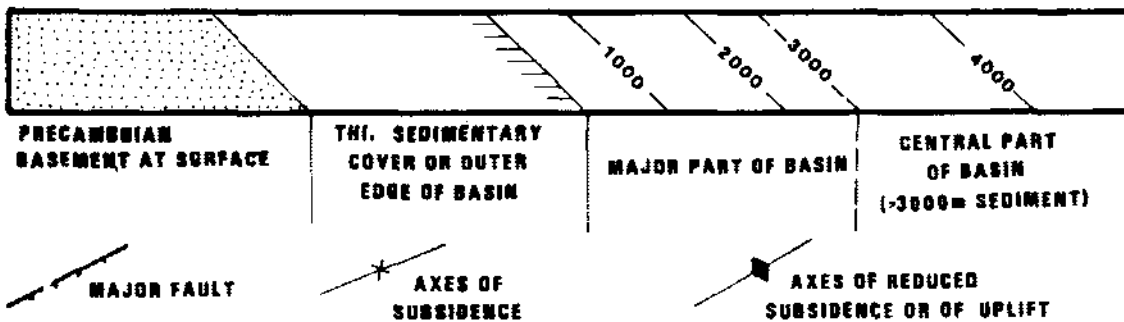 1000
2000
3000
4000
PRECAMBRIAN
BASEMENT AT SURFACE
THI. SEDIMENTARY
COVER OR OUTER
EDGE OF BASIN
MAJOR PART OF BASIN
CENTRAL PART
OF BASIN
(>3000m SEDIMENT)
MAJOR FAULT
AXES OF
SUBSIDENCE
AXES OF REDUCED
SUBSIDENCE OR OF UPLIFT